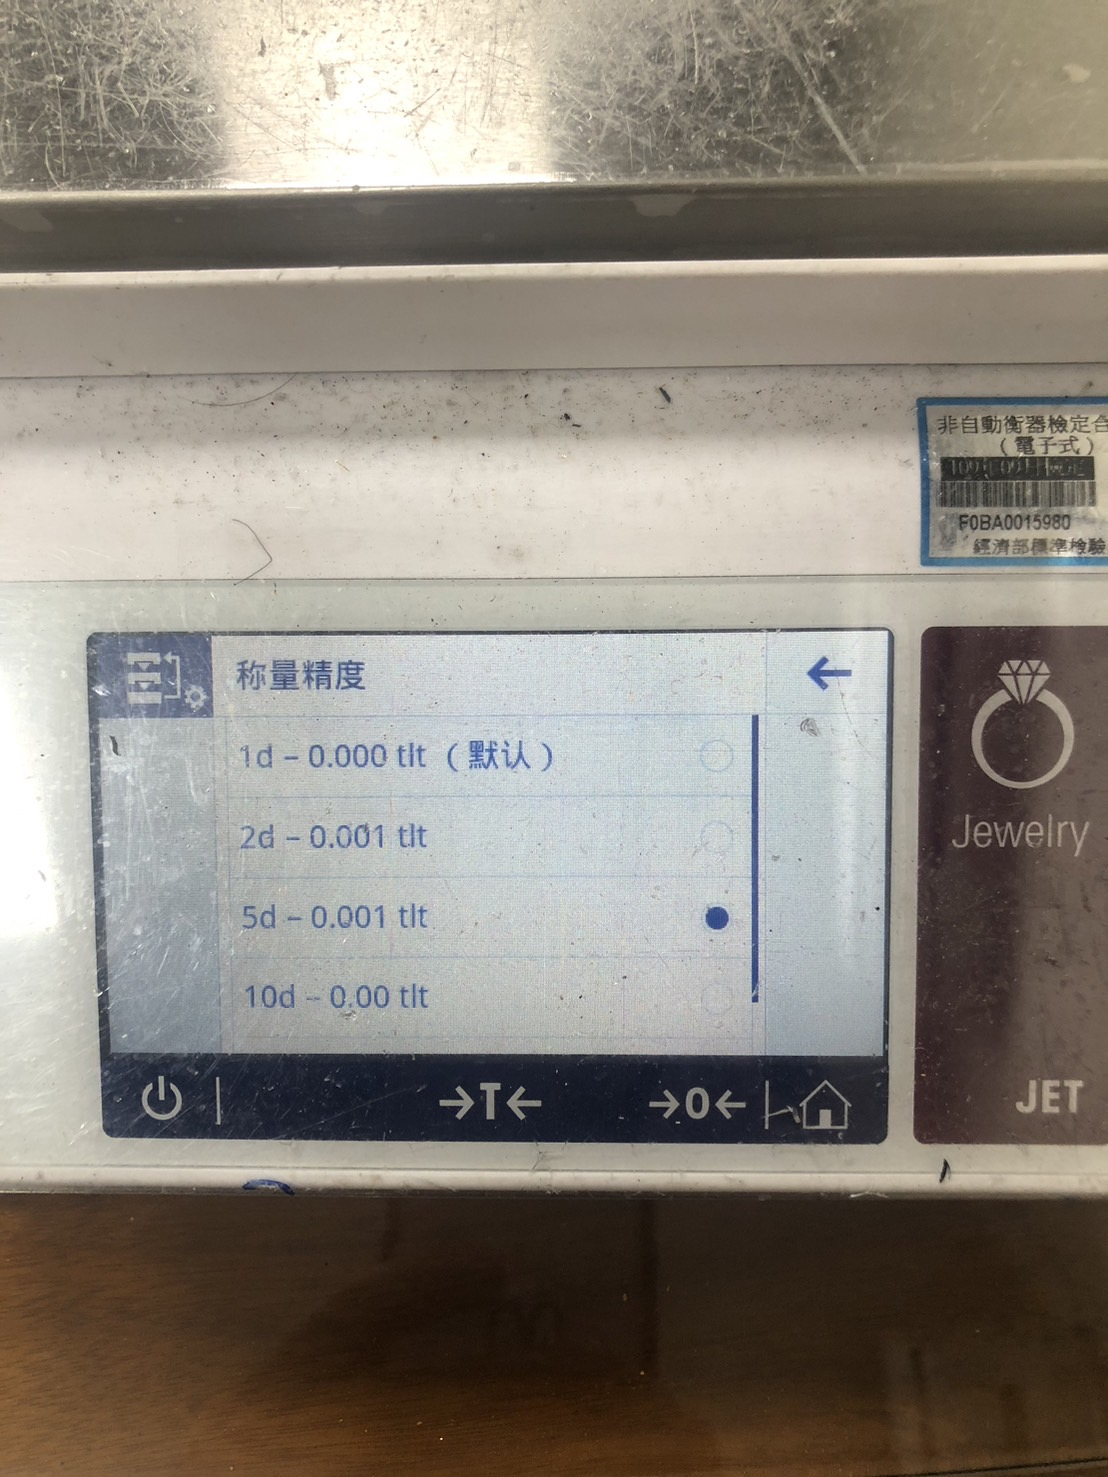 非自動衡器檢定合
(電子式)
F0BA0015980
經濟部標準檢驗
称量精度
1d – 0.000 tlt (默认)
2d – 0.001 tlt
5d – 0.001 tlt
10d – 0.00 tlt
→T←
→0←
Jewelry
JET